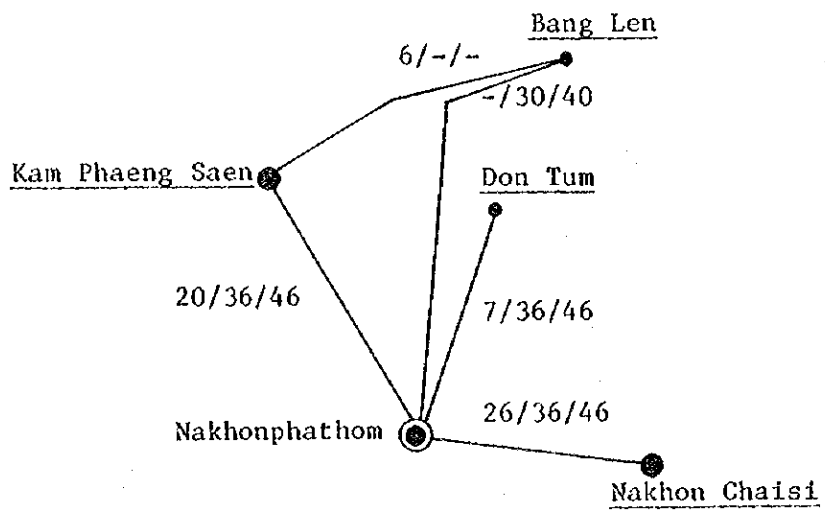 Bang Len
6/-/-
-/30/40
Kam Phaeng Saen
Don Tum
20/36/46
7/36/46
Nakhonphathom
26/36/46
Nakhon Chaisi